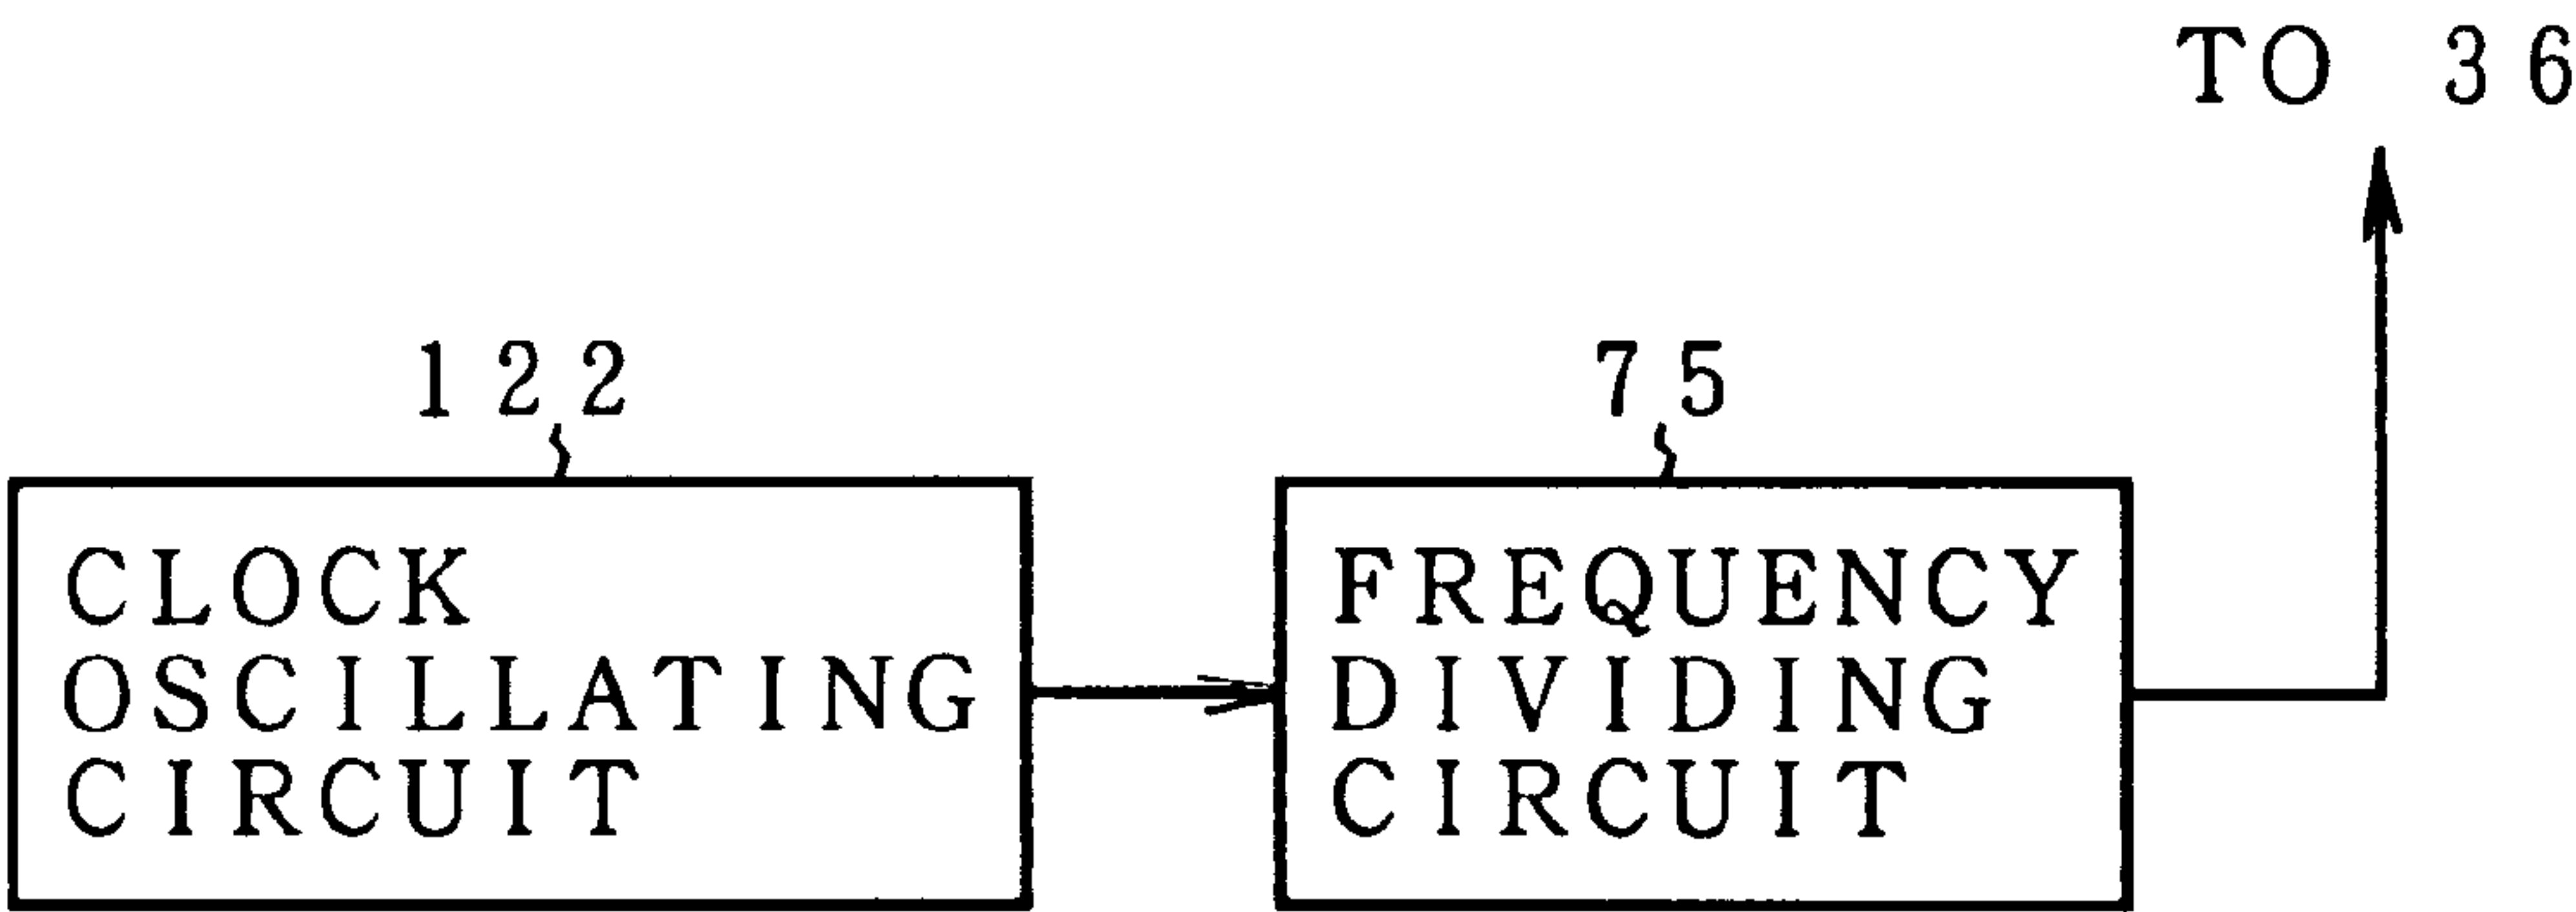 TO 36
122
75
CLOCK
OSCILLATING
CIRCUIT
FREQUENCY
DIVIDING
CIRCUIT